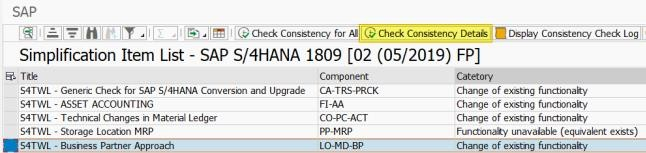 SAP
Check Consistency for All Check Consistency Details Display Consistency Check Log
Simplification Item List - SAP S/4HANA 1809 [02 (05/2019) FP]
Title Component Catetory
S4TWL - Generic Checks for SAP S/4HANA Conversion and Upgrade CA-TRS-PRCK Change of existing functionality
S4TWL - ASSET ACCOUNTING FI-AA Change of existing functionality
S4TWL - Technical Changes in Material Ledger CO-PC-ACT Change of existing functionality
S4TWL - Storage Location MRP PP-MRP Functionality unavailable (equivalent exists)
S4TWL - Business Partner Approach LO-MD-BP Change of existing functionality